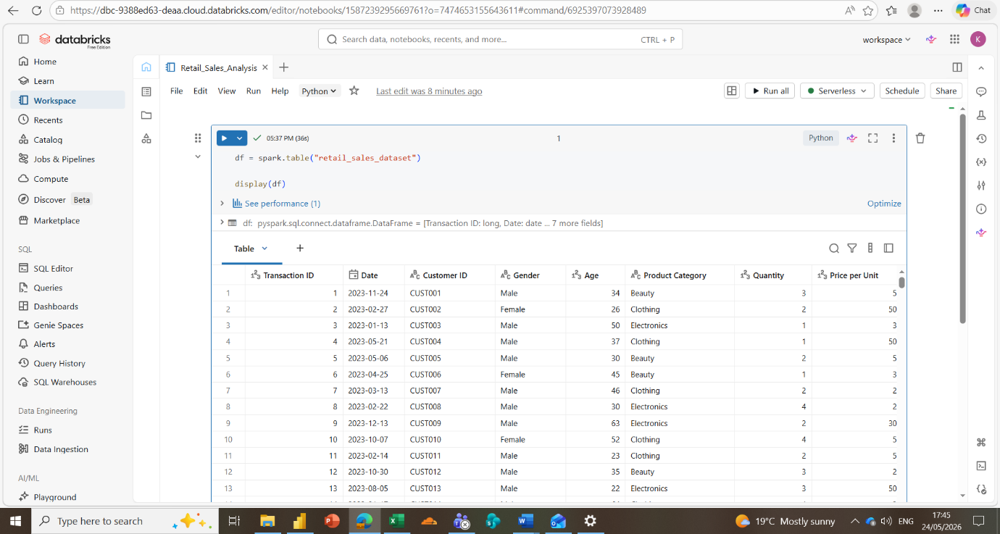 https://dbc-9388ed63-deaa.cloud.databricks.com/editor/notebooks/1587239295669761?o=7474653155643611#command/6925397073928489
Chat
databricks
Free Edition
Search data, notebooks, recents, and more...
CTRL + P
workspace
K
Home
Learn
Workspace
Recents
Catalog
Jobs & Pipelines
Compute
Discover Beta
Marketplace
SQL
SQL Editor
Queries
Dashboards
Genie Spaces
Alerts
Query History
SQL Warehouses
Data Engineering
Runs
Data Ingestion
AI/ML
Playground
Retail_Sales_Analysis
File Edit View Run Help Python Last edit was 8 minutes ago
Run all Serverless Schedule Share
05:37 PM (36s) 1 Python
df = spark.table("retail_sales_dataset")
display(df)
See performance (1) Optimize
df: pyspark.sql.connect.dataframe.DataFrame = [Transaction ID: long, Date: date ... 7 more fields]
Table
Transaction ID Date Customer ID Gender Age Product Category Quantity Price per Unit
1 1 2023-11-24 CUST001 Male 34 Beauty 3 5
2 2 2023-02-27 CUST002 Female 26 Clothing 2 50
3 3 2023-01-13 CUST003 Male 50 Electronics 1 3
4 4 2023-05-21 CUST004 Male 37 Clothing 1 50
5 5 2023-05-06 CUST005 Male 30 Beauty 2 5
6 6 2023-04-25 CUST006 Female 45 Beauty 1 3
7 7 2023-03-13 CUST007 Male 46 Clothing 2 2
8 8 2023-02-22 CUST008 Male 30 Electronics 4 2
9 9 2023-12-13 CUST009 Male 63 Electronics 2 30
10 10 2023-10-07 CUST010 Female 52 Clothing 4 5
11 11 2023-02-14 CUST011 Male 23 Clothing 2 5
12 12 2023-10-30 CUST012 Male 35 Beauty 3 2
13 13 2023-08-05 CUST013 Male 22 Electronics 3 50
Type here to search
19°C Mostly sunny
ENG
17:45
24/05/2026